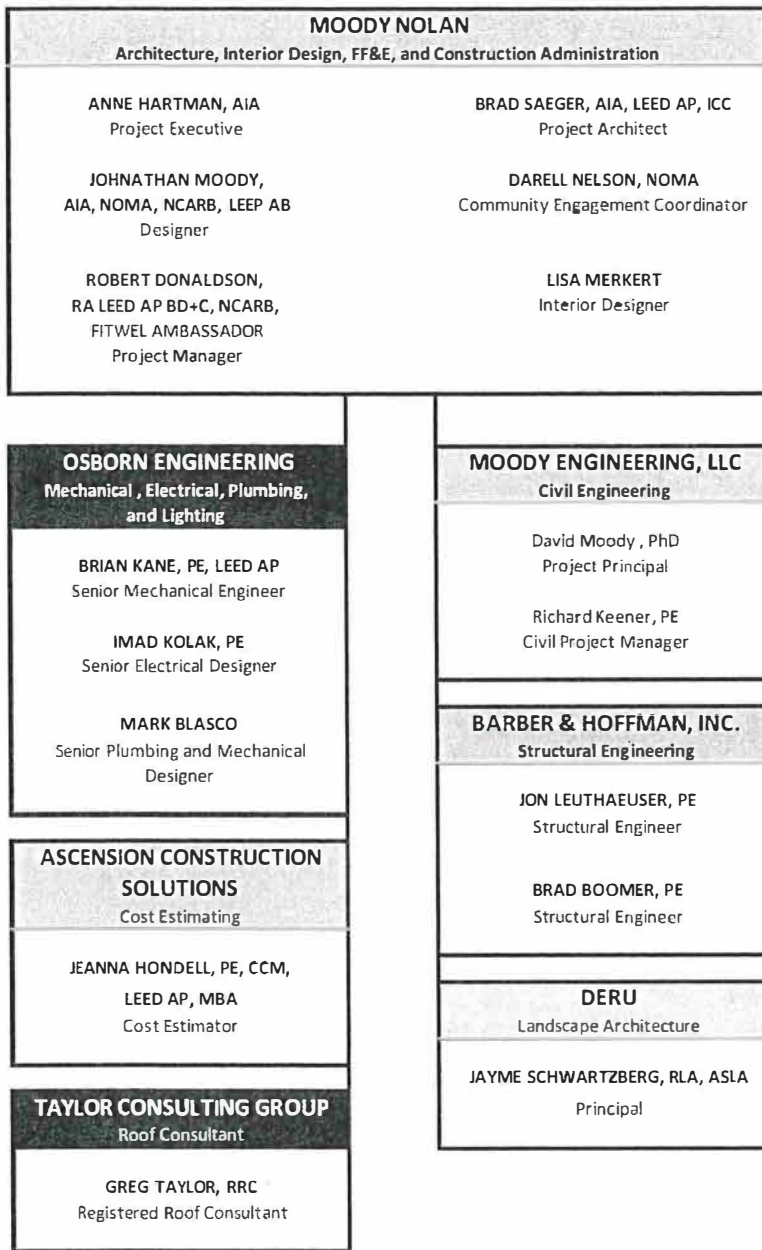 MOODY NOLAN
Architecture, Interior Design, FF&E, and Construction Administration
ANNE HARTMAN, AIA
Project Executive
BRAD SAEGER, AIA, LEED AP, ICC
Project Architect
JOHNATHAN MOODY,
AIA, NOMA, NCARB, LEEP AB
Designer
DARELL NELSON, NOMA
Community Engagement Coordinator
ROBERT DONALDSON,
RA LEED AP BD+C, NCARB,
FITWEL AMBASSADOR
Project Manager
LISA MERKERT
Interior Designer
OSBORN ENGINEERING
Mechanical , Electrical, Plumbing,
and Lighting
BRIAN KANE, PE, LEED AP
Senior Mechanical Engineer
IMAD KOLAK, PE
Senior Electrical Designer
MARK BLASCO
Senior Plumbing and Mechanical
Designer
ASCENSION CONSTRUCTION
SOLUTIONS
Cost Estimating
JEANNA HONDELL, PE, CCM,
LEED AP, MBA
Cost Estimator
TAYLOR CONSULTING GROUP
Roof Consultant
GREG TAYLOR, RRC
Registered Roof Consultant
MOODY ENGINEERING, LLC
Civil Engineering
David Moody , PhD
Project Principal
Richard Keener, PE
Civil Project Manager
BARBER & HOFFMAN, INC.
Structural Engineering
JON LEUTHAEUSER, PE
Structural Engineer
BRAD BOOMER, PE
Structural Engineer
DERU
Landscape Architecture
JAYME SCHWARTZBERG, RLA, ASLA
Principal